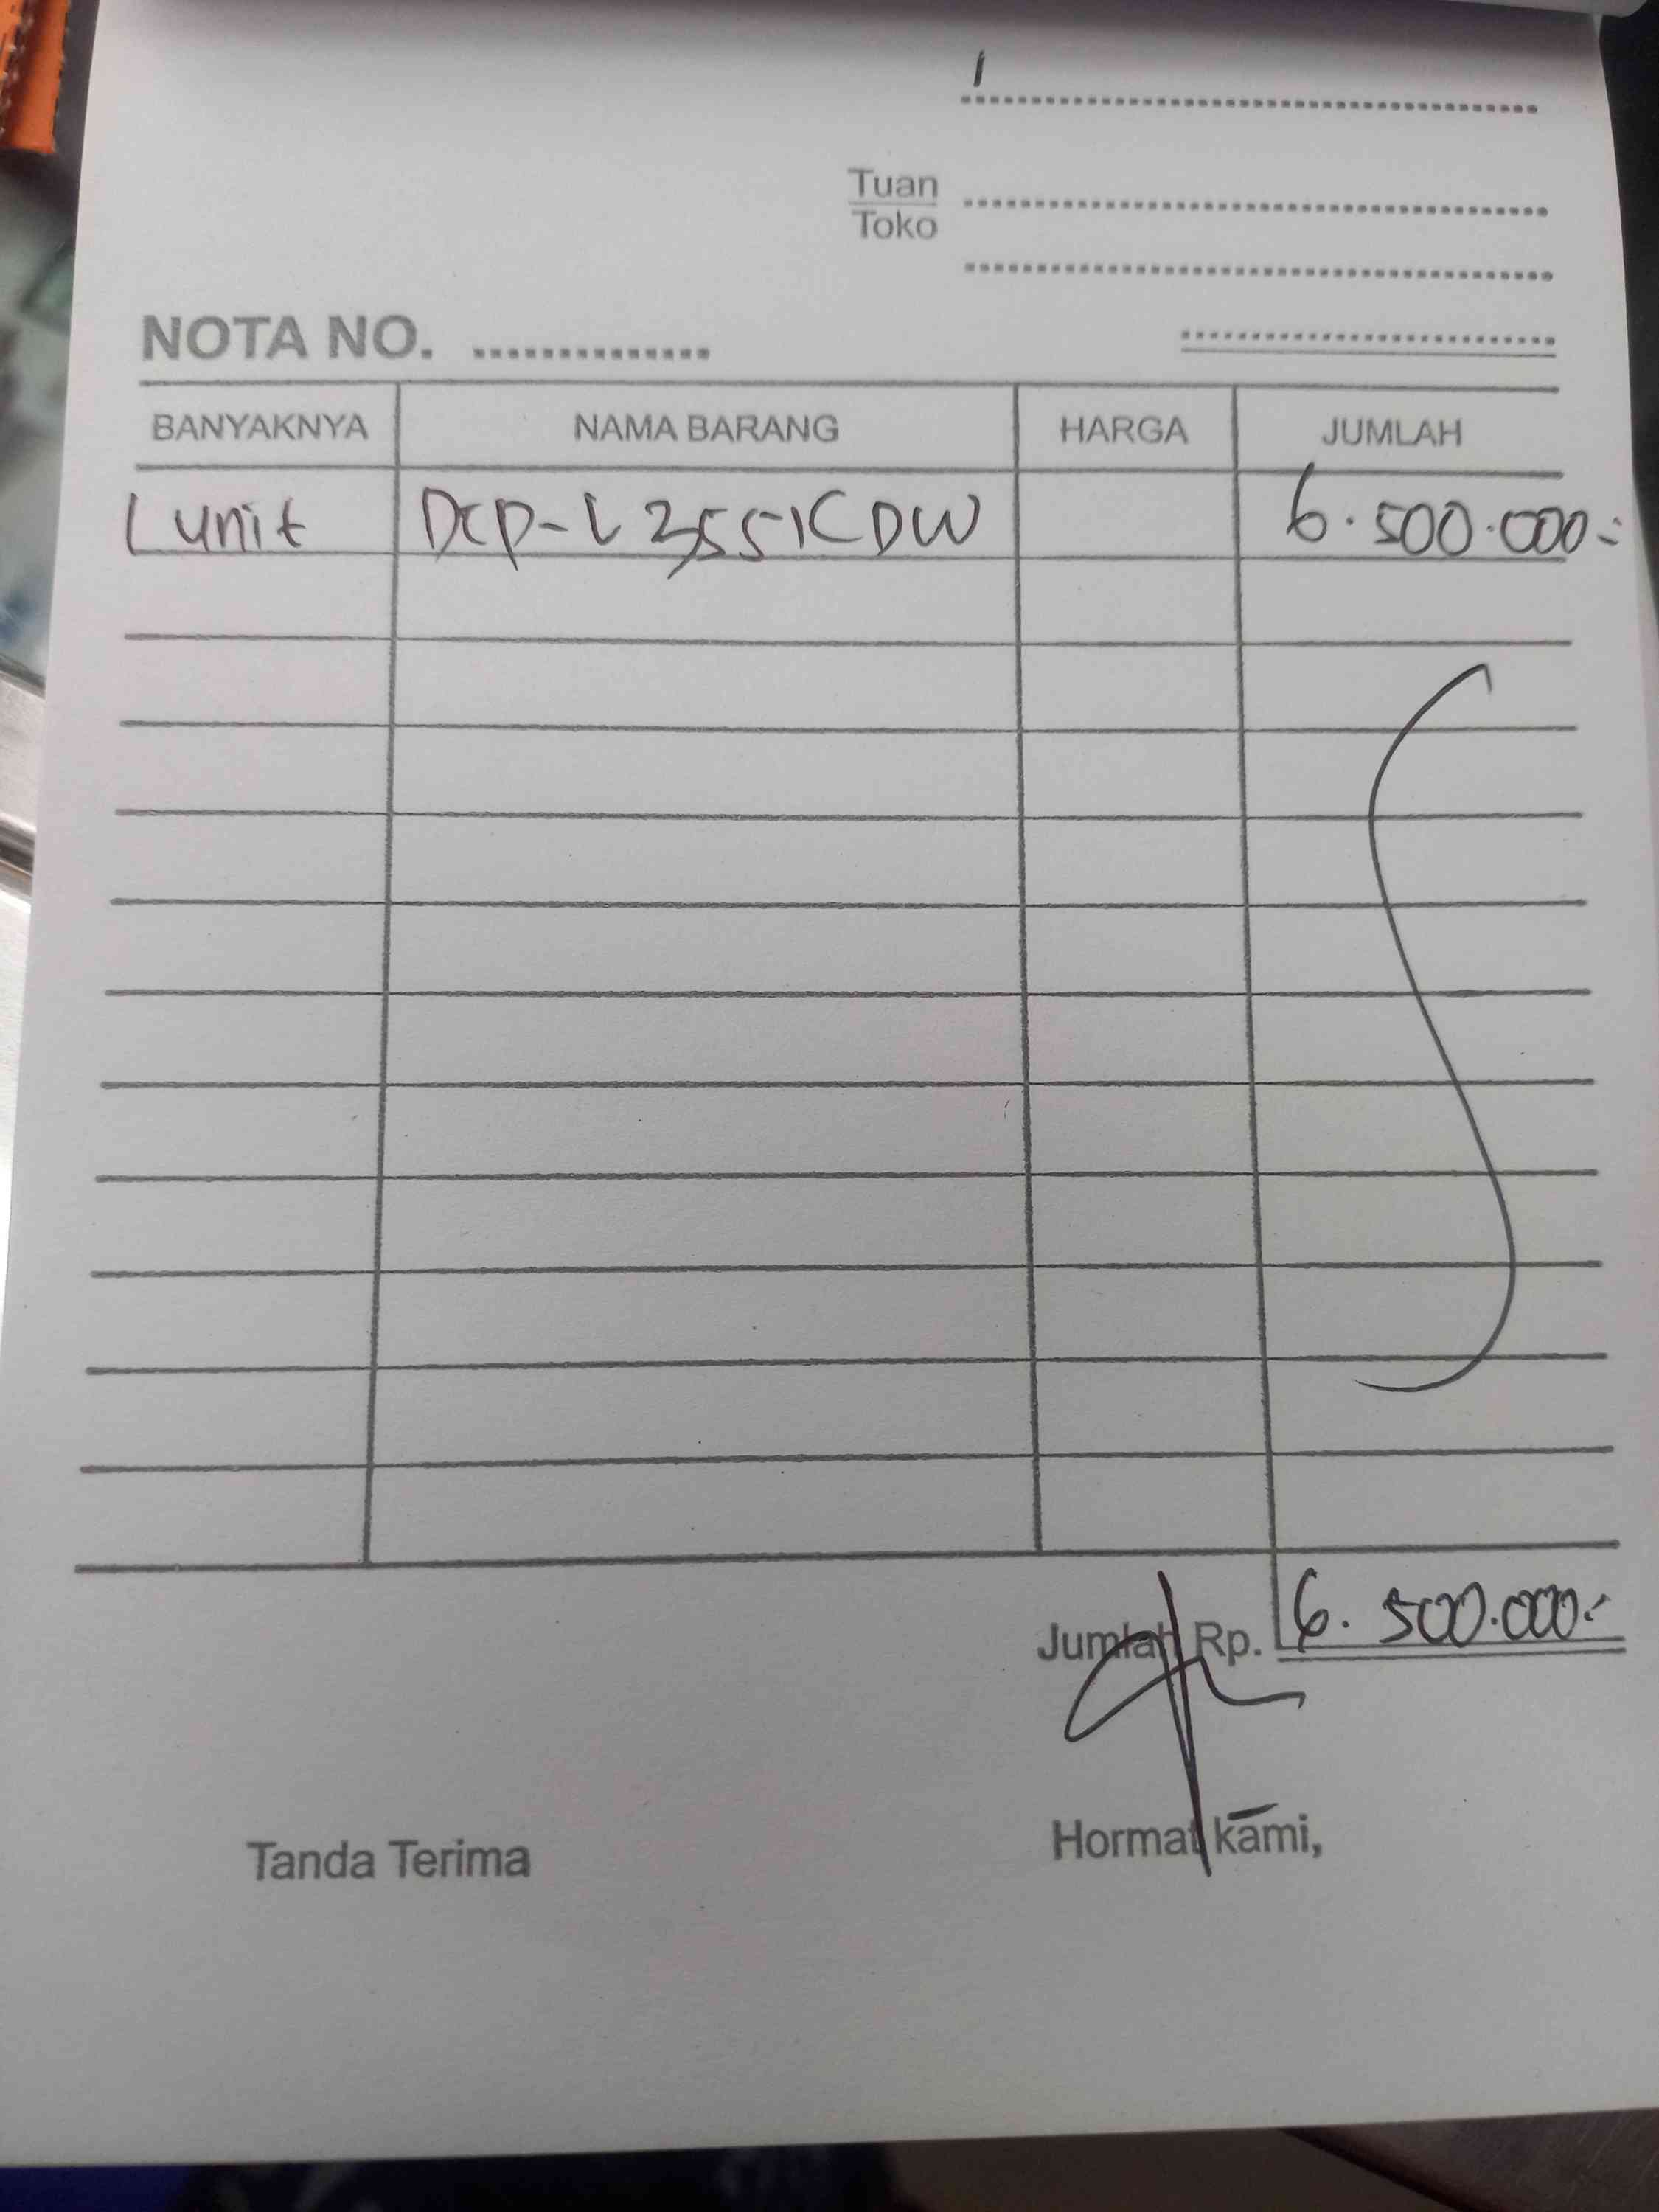 Tuan
Toko
NOTA NO.
BANYAKNYA NAMA BARANG HARGA JUMLAH
1 unit DCP-L3551CDW 6.500.000:-
Jumlah Rp. 6.500.000:-
Tanda Terima Hormat kami,